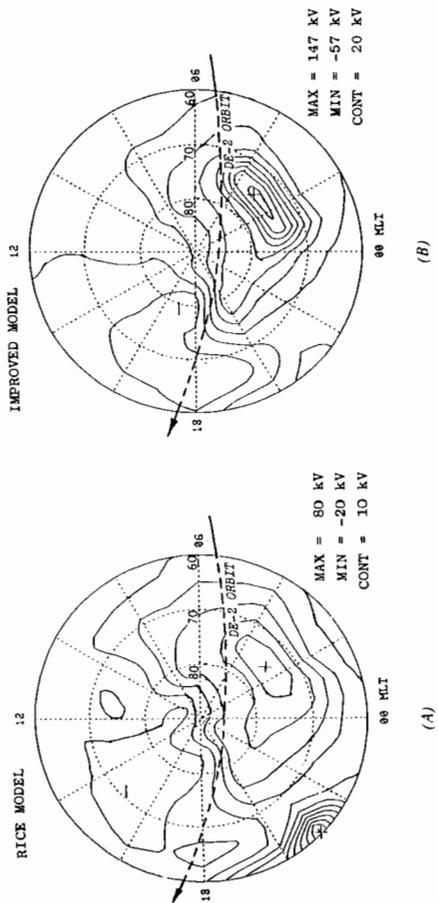 RICE MODEL
12
18
80
70
60
06
DE-2 ORBIT
00 MLT
MAX = 80 kV
MIN = -20 kV
CONT = 10 kV
(A)
IMPROVED MODEL
12
18
80
70
60
06
DE-2 ORBIT
00 MLT
MAX = 147 kV
MIN = -57 kV
CONT = 20 kV
(B)